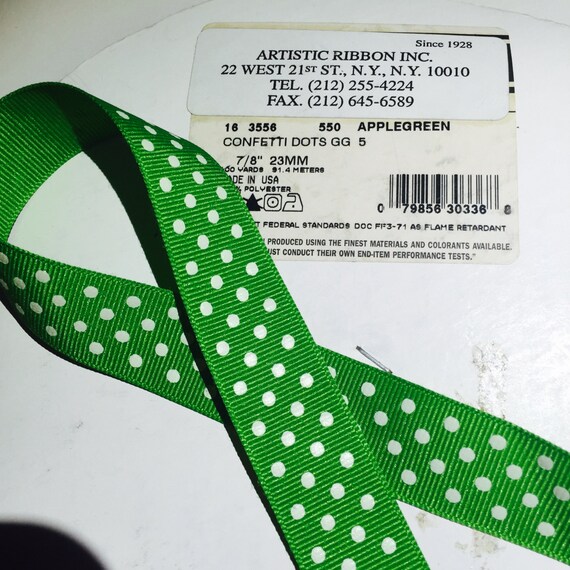 Since 1928
ARTISTIC RIBBON INC.
22 WEST 21ST ST., N.Y., N.Y. 10010
TEL. (212) 255-4224
FAX. (212) 645-6589
16 3556 550 APPLEGREEN
CONFETTI DOTS GG 5
7/8" 23MM
YARDS 91.4 METERS
MADE IN USA
POLYESTER
0 79856 30336 8
FEDERAL STANDARDS DOC FF3-71 AS FLAME RETARDANT
PRODUCED USING THE FINEST MATERIALS AND COLORANTS AVAILABLE.
CONDUCT THEIR OWN END-ITEM PERFORMANCE TESTS."